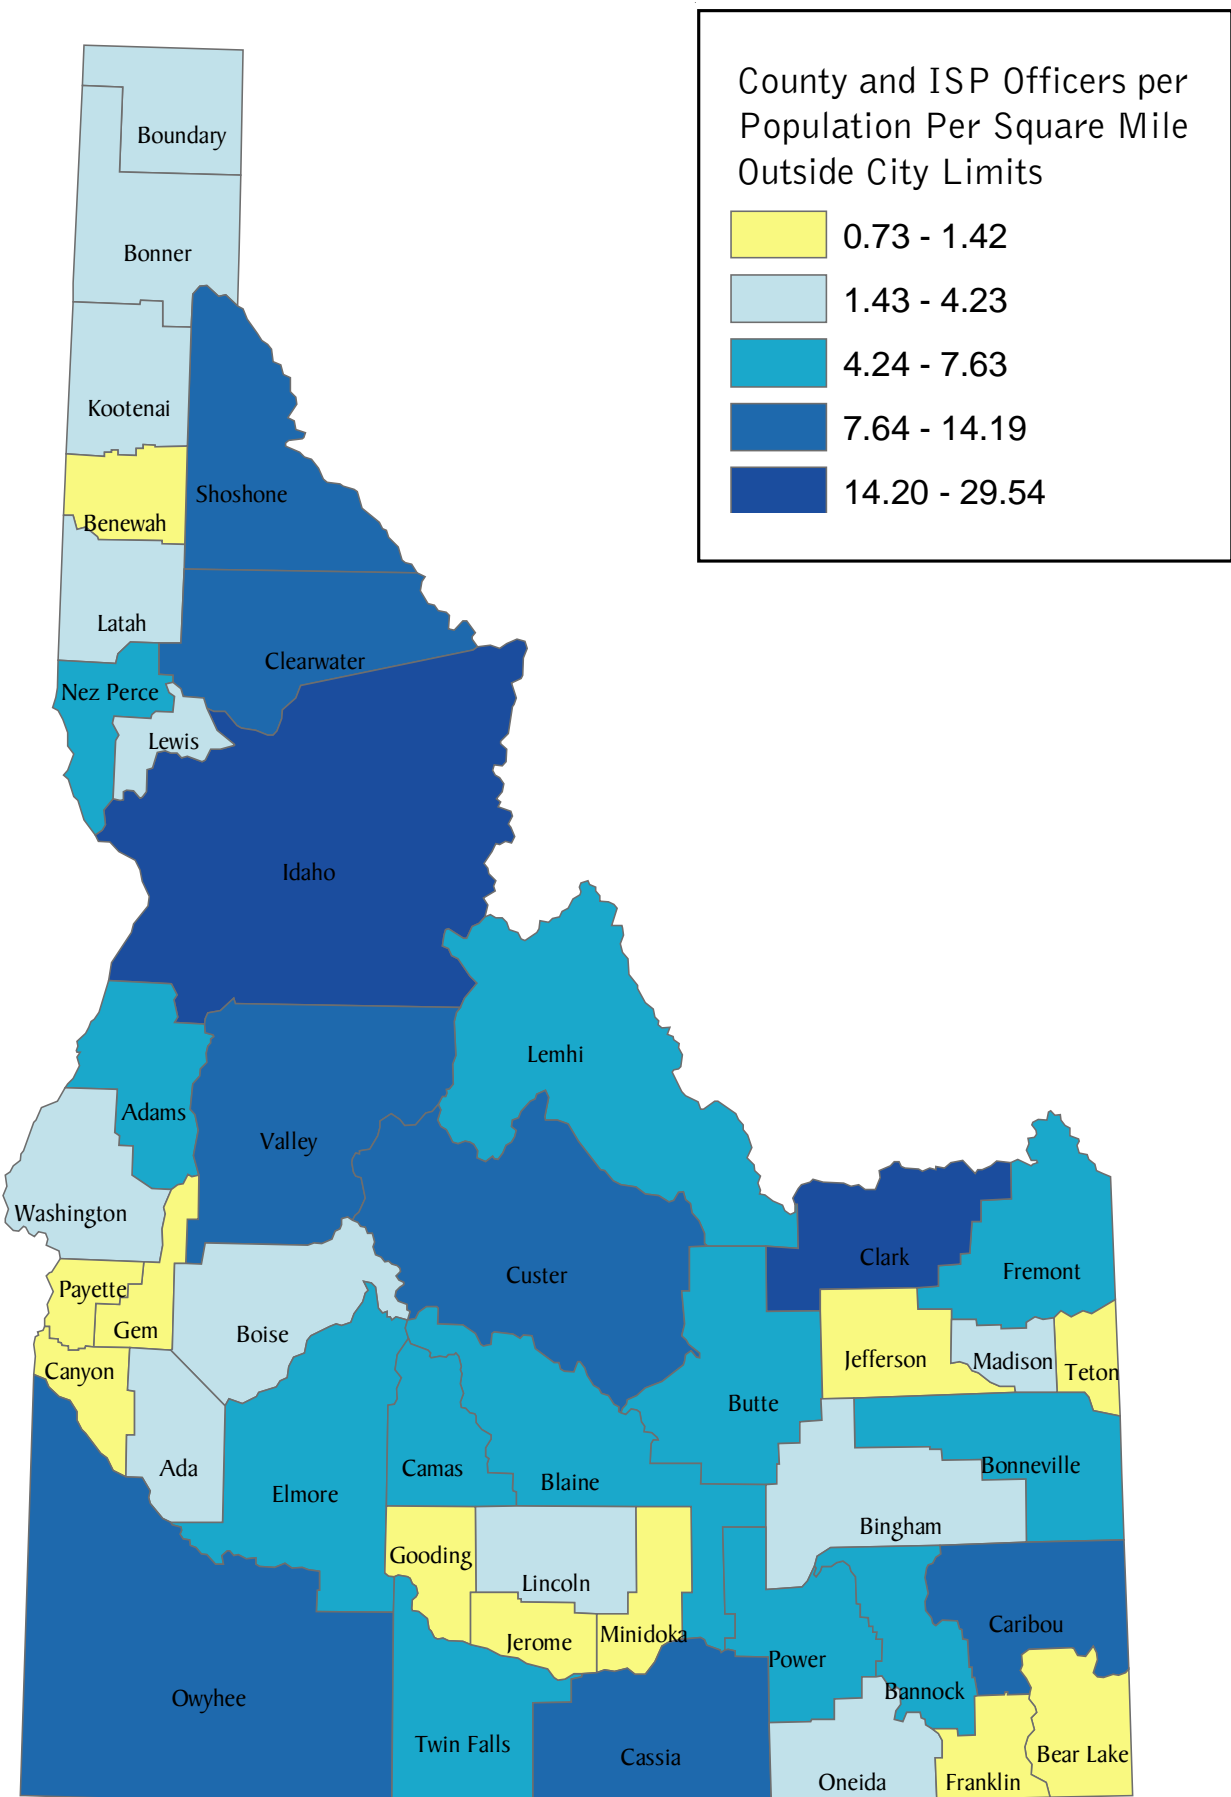 County and ISP Officers per
Population Per Square Mile
Outside City Limits
0.73 - 1.42
1.43 - 4.23
4.24 - 7.63
7.64 - 14.19
14.20 - 29.54
Boundary
Bonner
Kootenai
Shoshone
Benewah
Latah
Clearwater
Nez Perce
Lewis
Idaho
Lemhi
Adams
Valley
Washington
Clark
Fremont
Custer
Payette
Gem
Boise
Jefferson
Madison
Teton
Canyon
Butte
Ada
Camas
Blaine
Bonneville
Elmore
Bingham
Gooding
Lincoln
Caribou
Jerome
Minidoka
Power
Bannock
Owyhee
Twin Falls
Cassia
Bear Lake
Oneida
Franklin